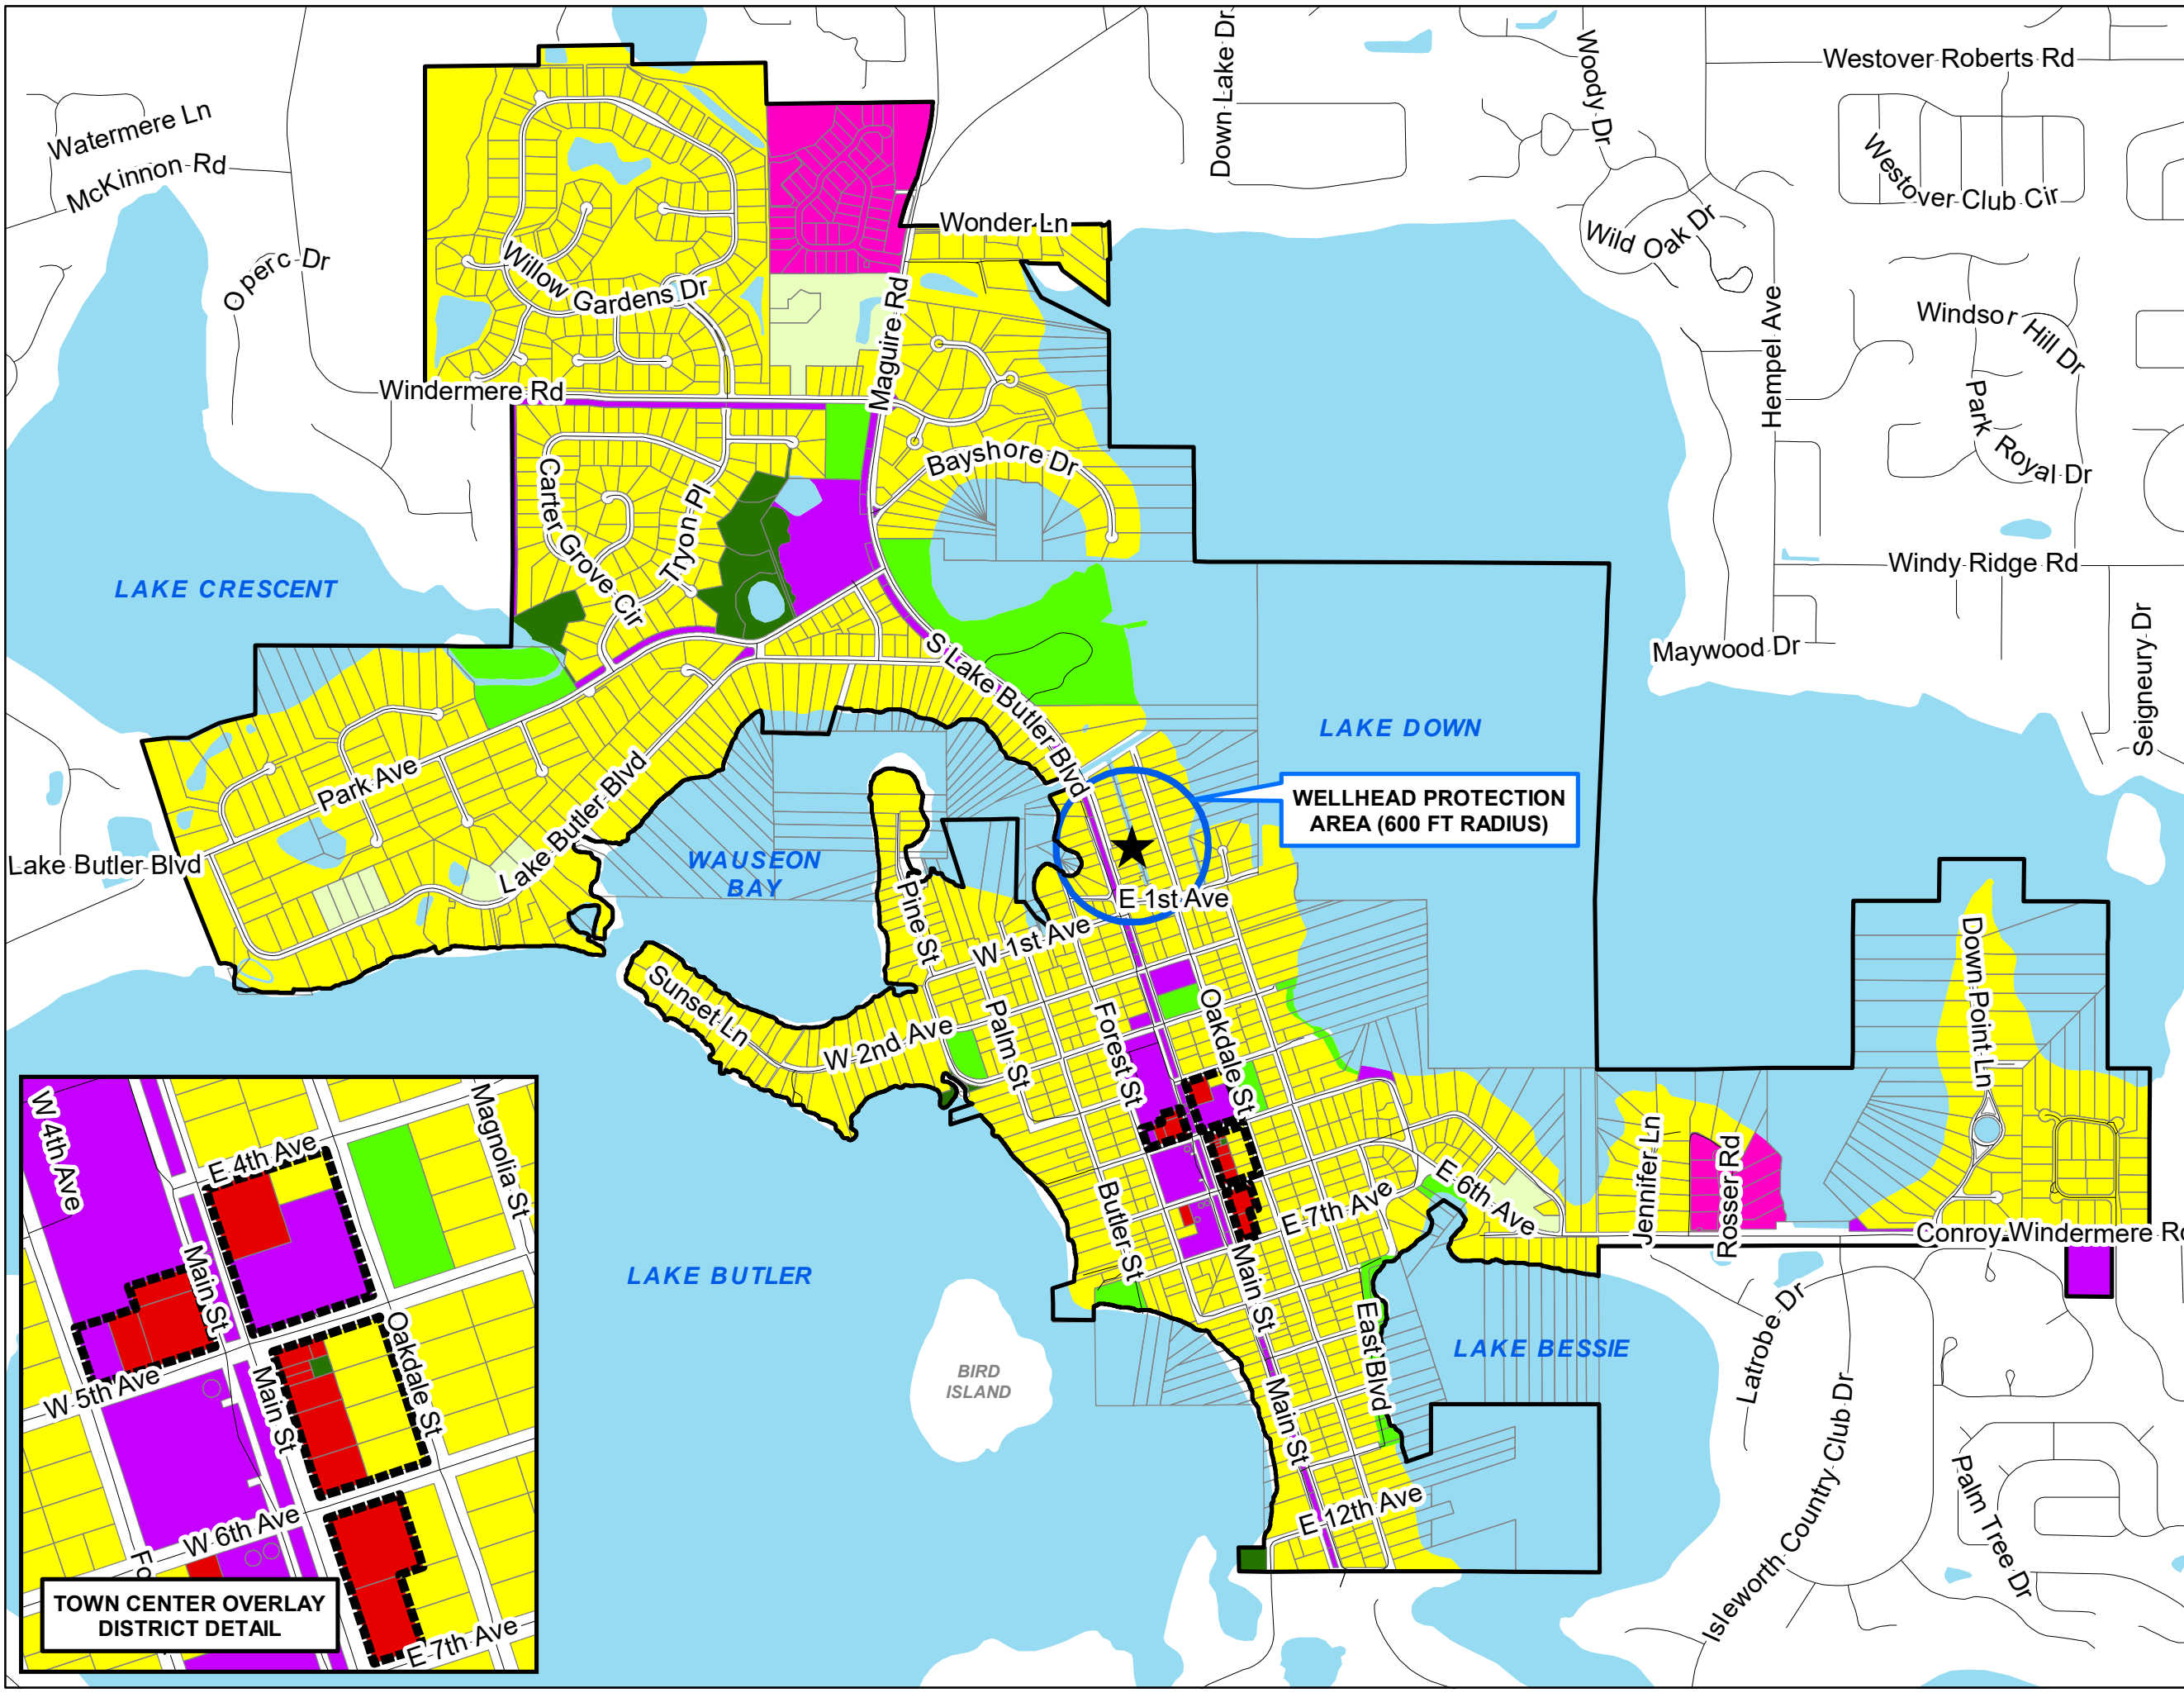 Down Lake Dr
Woody Dr
Westover Roberts Rd
Watermere Ln
McKinnon Rd
Westover Club Cir
Wonder Ln
Wild Oak Dr
Willow Gardens Dr
Maguire Rd
Hempel Ave
Windsor Hill Dr
Windermere Rd
Park Royal Dr
Bayshore Dr
Carter Grove Cir
Tryon Pl
Windy Ridge Rd
LAKE CRESCENT
Maywood Dr
Seigneury Dr
S Lake Butler Blvd
LAKE DOWN
Park Ave
WELLHEAD PROTECTION
AREA (600 FT RADIUS)
Lake Butler Blvd
Lake Butler Blvd
WAUSEON
BAY
Pine St
E 1st Ave
W 1st Ave
Down Point Ln
Sunset Ln
W 2nd Ave
Palm St
Forest St
Oakdale St
Jennifer Ln
Rosser Rd
E 6th Ave
E 7th Ave
Butler St
Conroy Windermere Rd
LAKE BUTLER
Main St
East Blvd
LAKE BESSIE
Latrobe Dr
BIRD
ISLAND
Main St
Isleworth Country Club Dr
Palm Tree Dr
E 12th Ave
W 4th Ave
E 4th Ave
Magnolia St
Main St
Oakdale St
W 5th Ave
Main St
W 6th Ave
Fo
E 7th Ave
TOWN CENTER OVERLAY
DISTRICT DETAIL